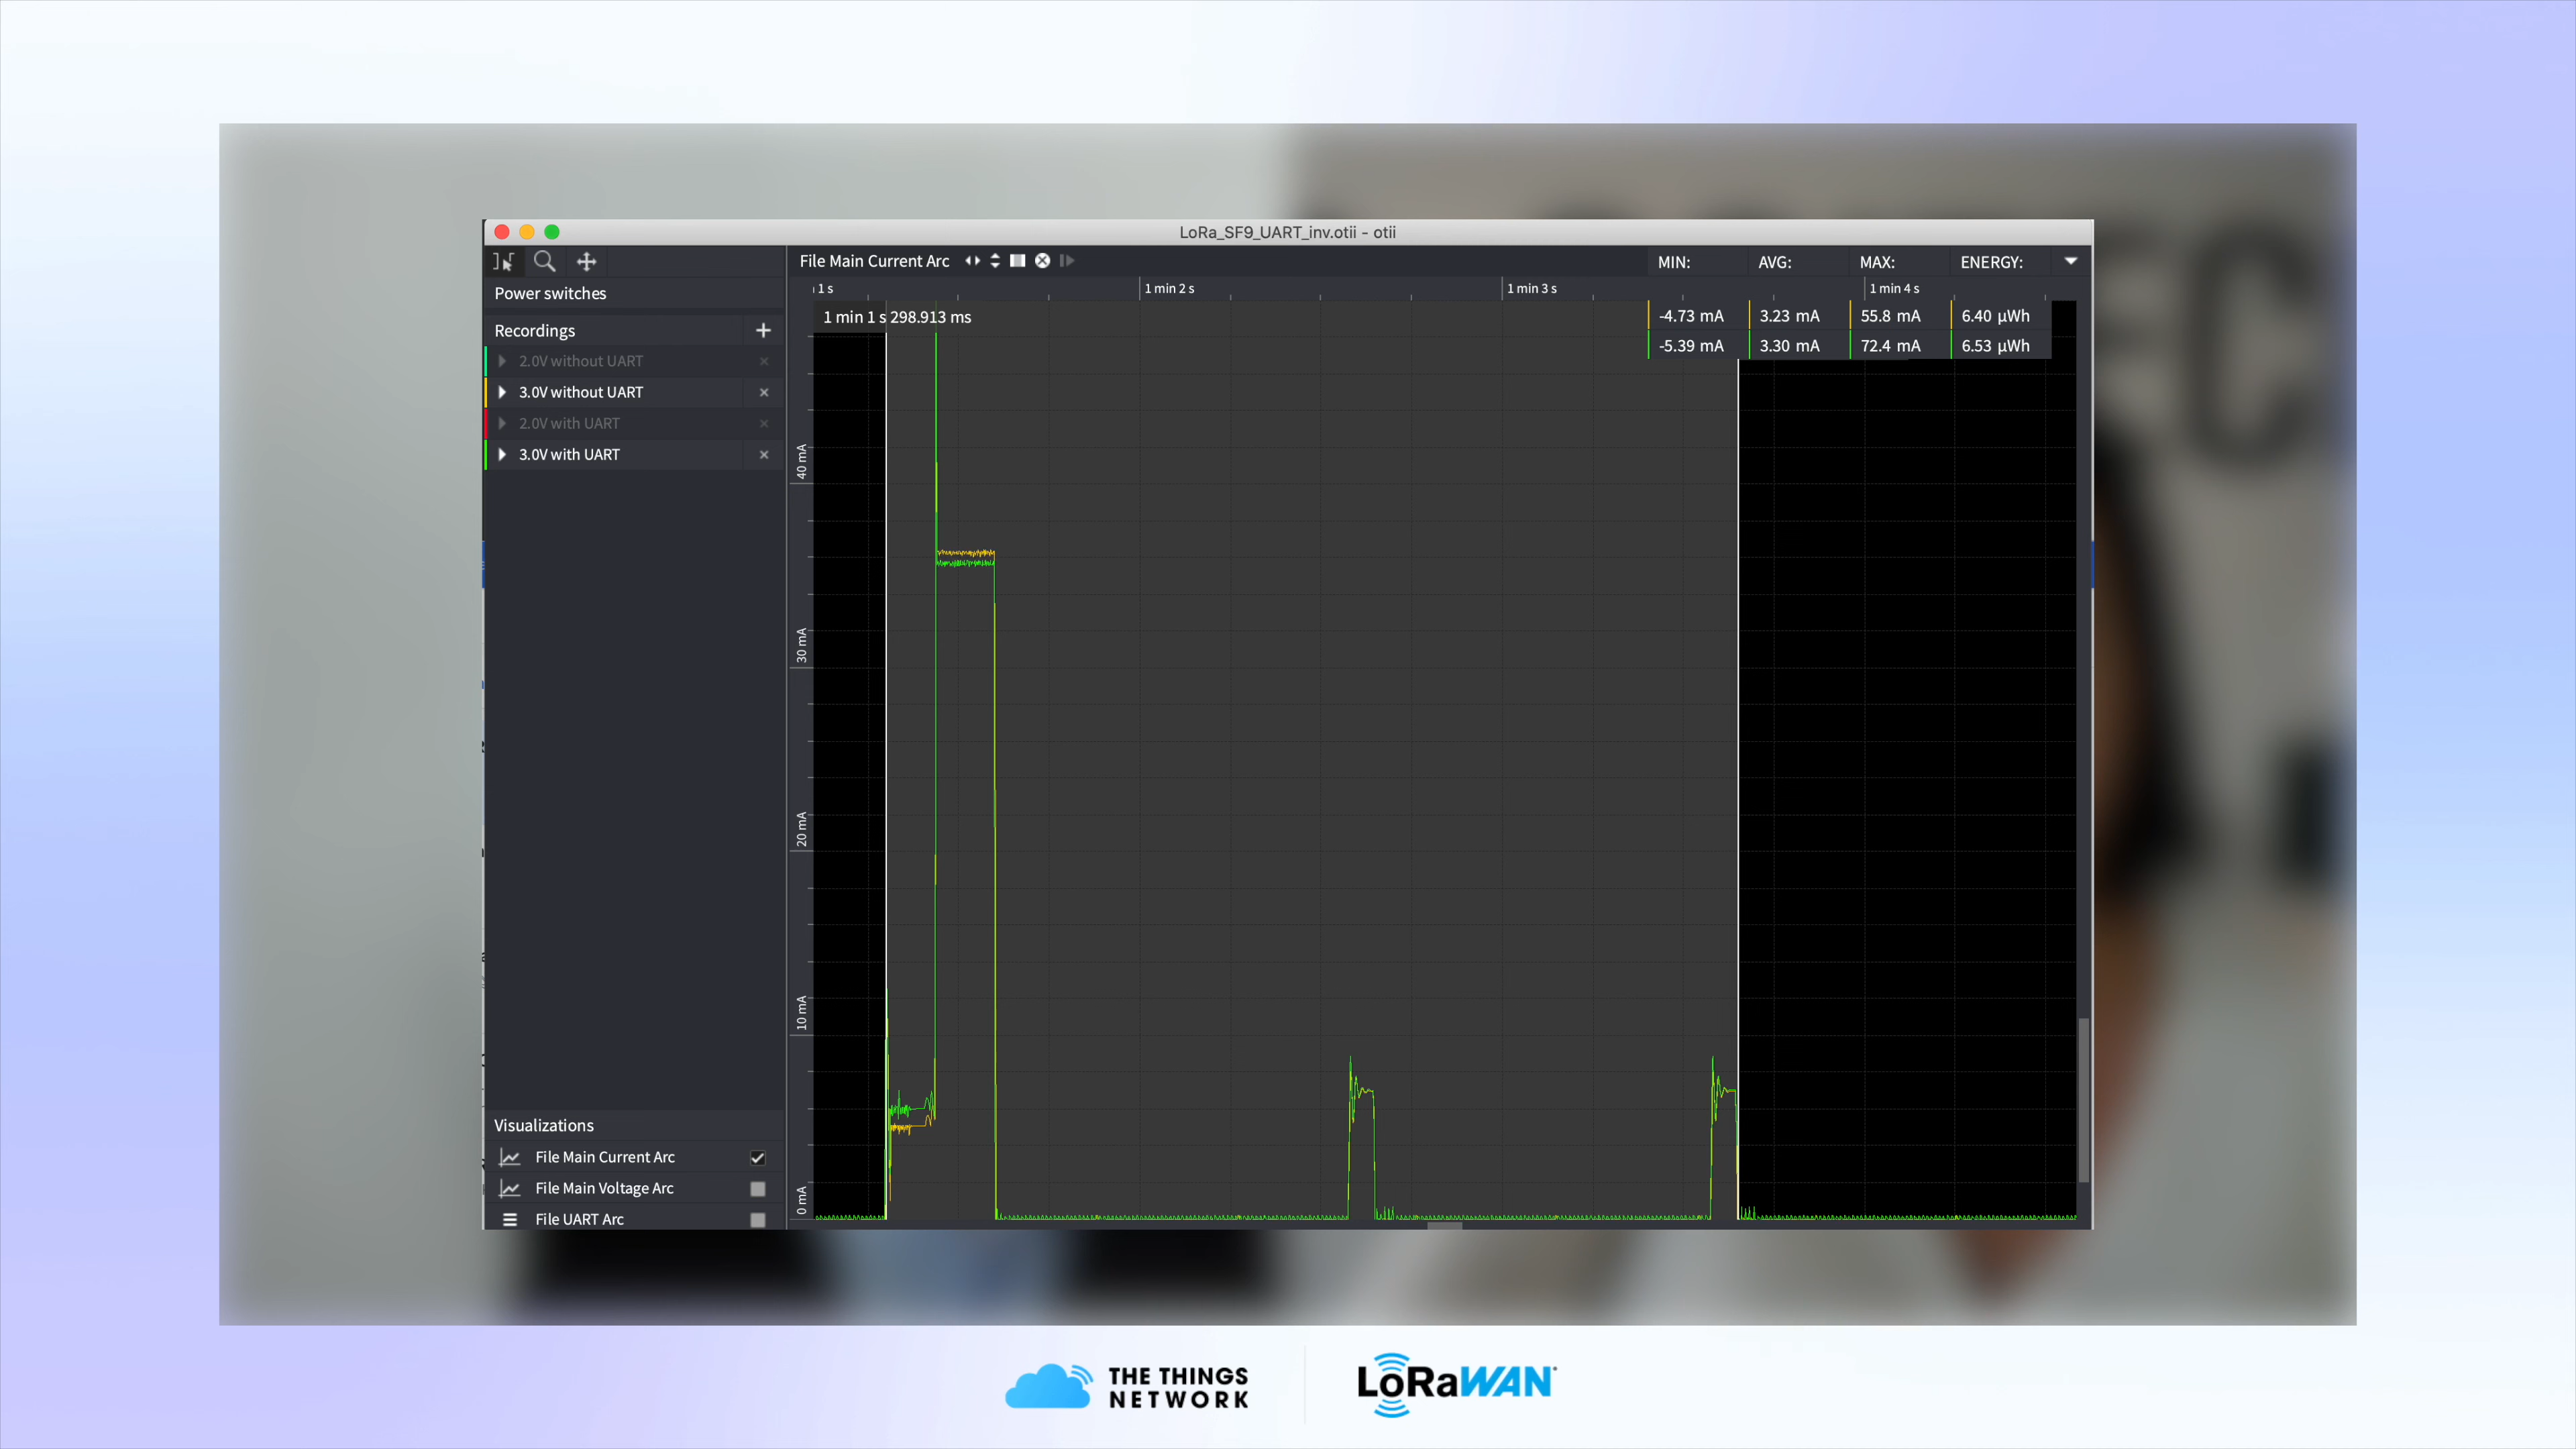 LoRa_SF9_UART_inv.otii - otii
File Main Current Arc
MIN: AVG: MAX: ENERGY:
Power switches
1 s 1 min 2 s 1 min 3 s 1 min 4 s
1 min 1 s 298.913 ms
-4.73 mA 3.23 mA 55.8 mA 6.40 µWh
-5.39 mA 3.30 mA 72.4 mA 6.53 µWh
Recordings
2.0V without UART
3.0V without UART
2.0V with UART
3.0V with UART
40 mA
30 mA
20 mA
10 mA
0 mA
Visualizations
File Main Current Arc
File Main Voltage Arc
File UART Arc
THE THINGS
NETWORK
LoRaWAN